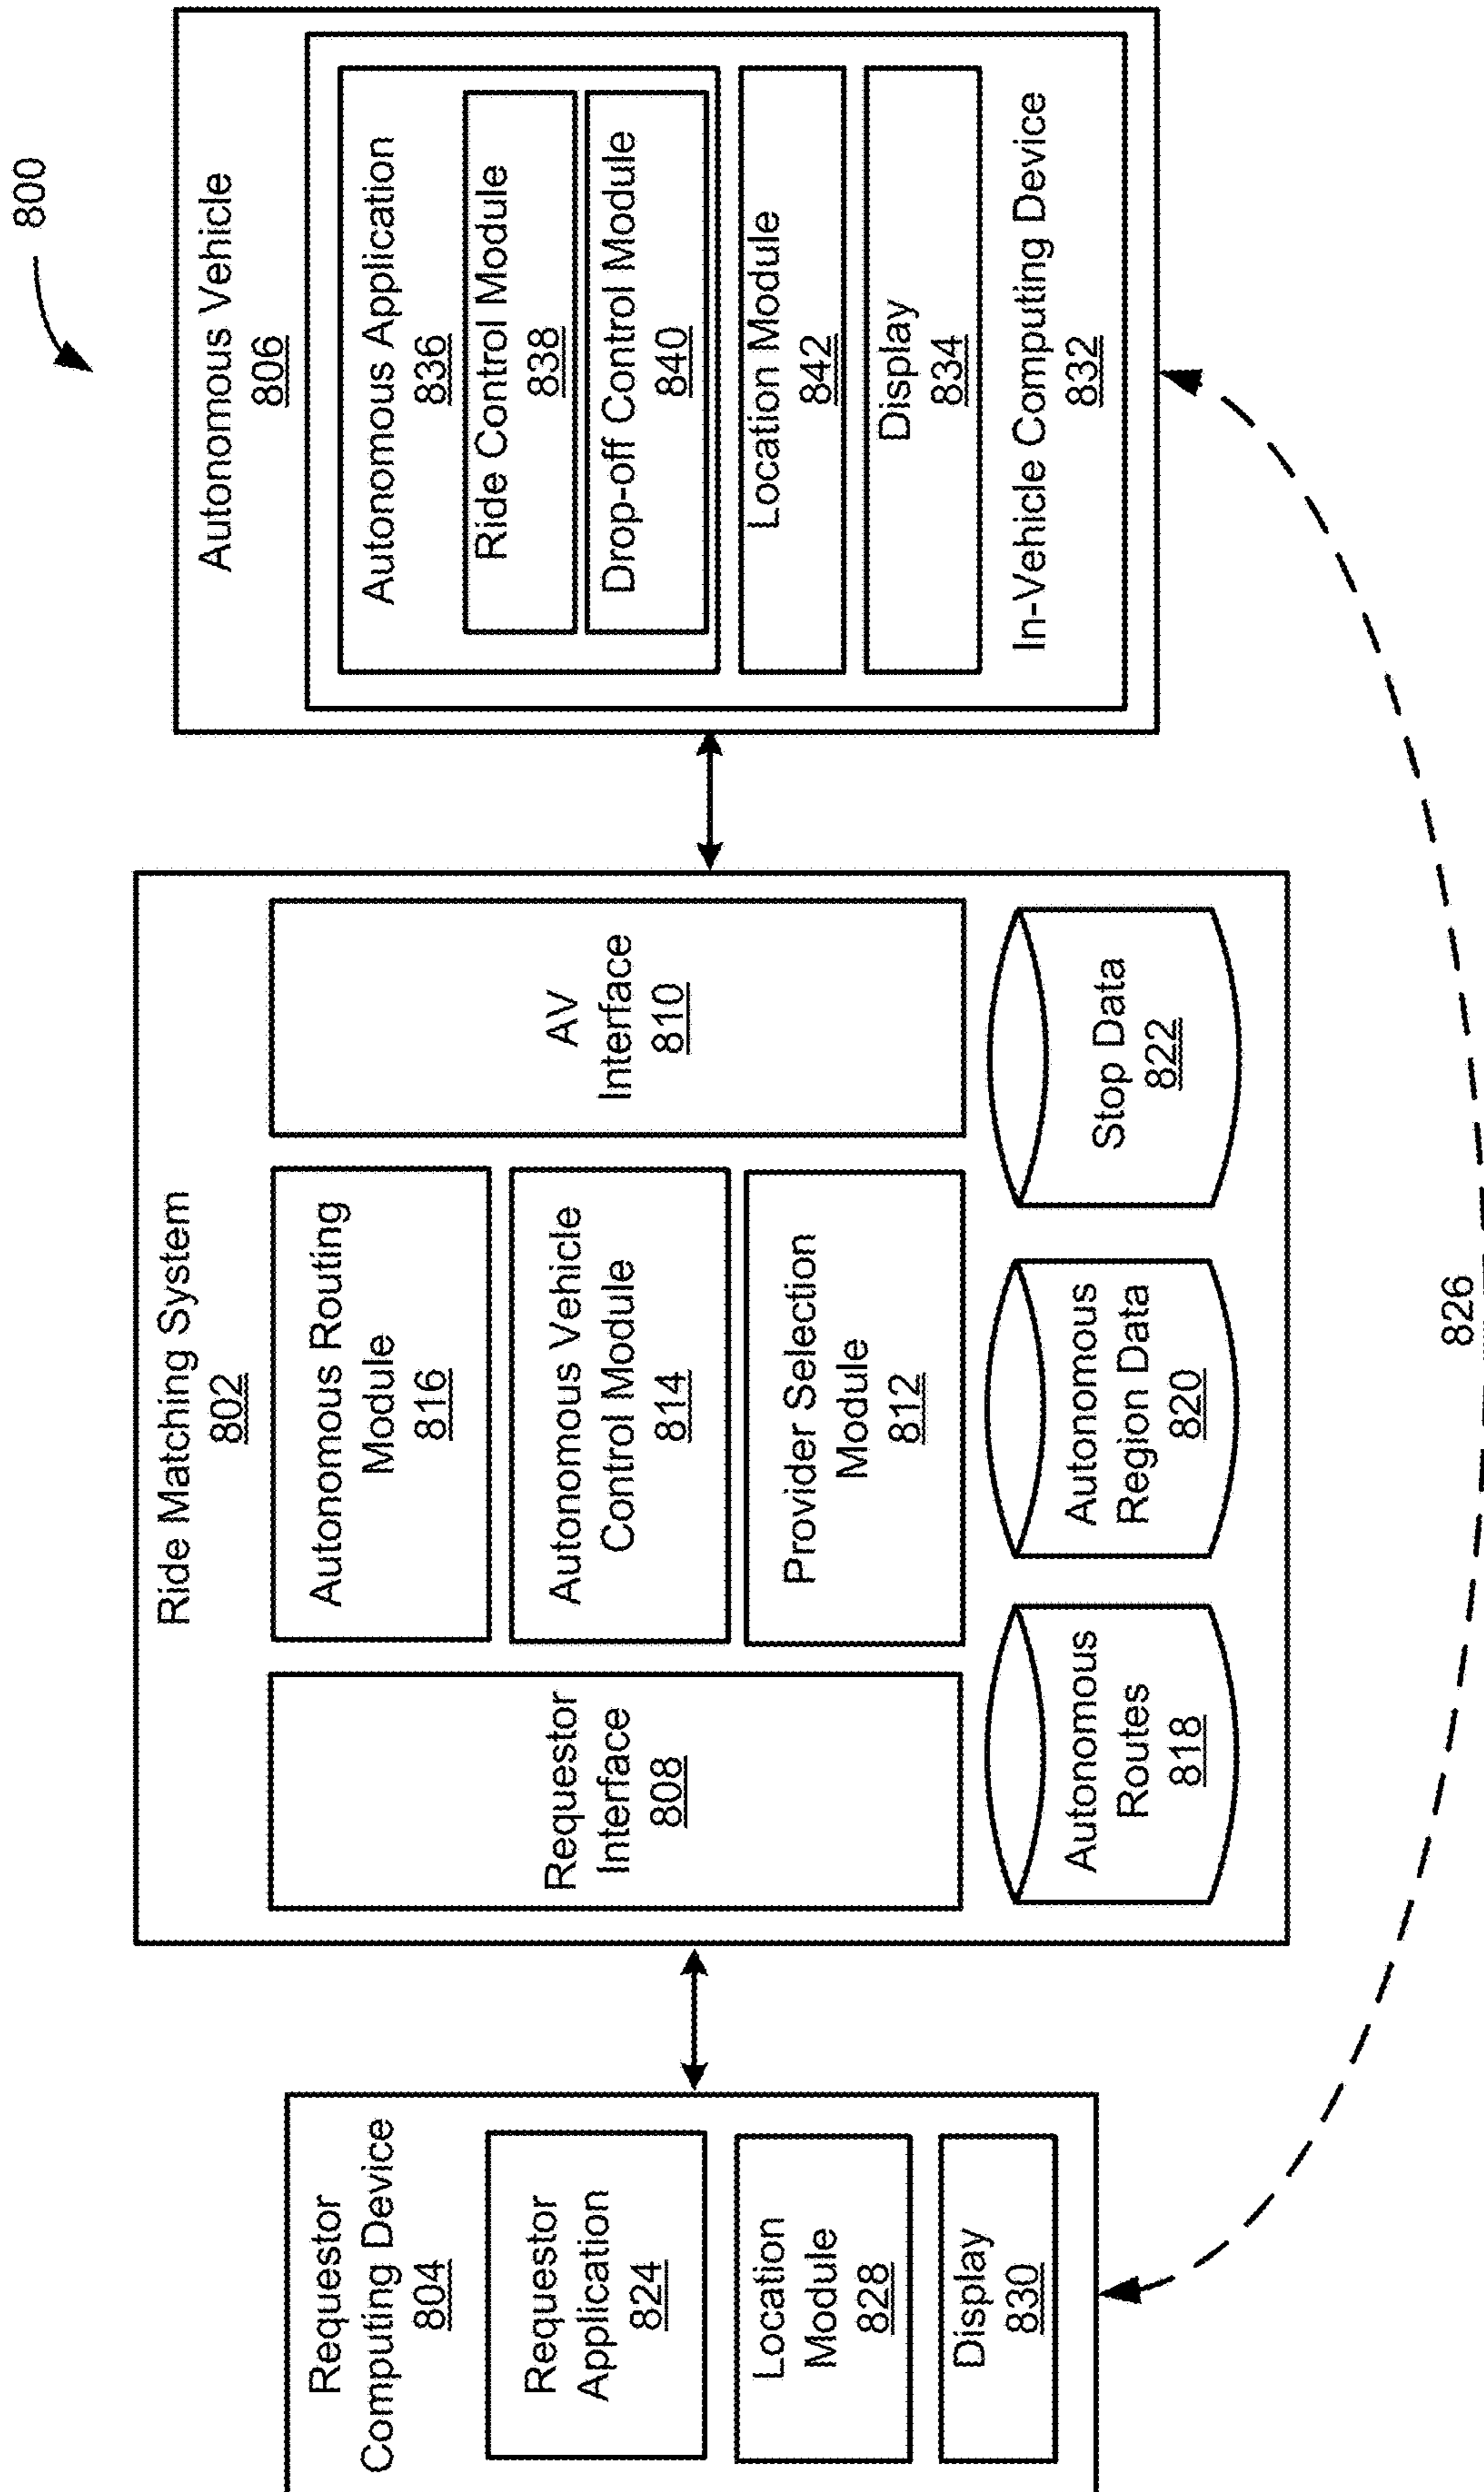 800
Requestor
Computing Device
804
Requestor
Application
824
Location
Module
828
Display
830
Ride Matching System
802
Requestor
Interface
808
Autonomous Routing
Module
816
Autonomous Vehicle
Control Module
814
Provider Selection
Module
812
AV
Interface
810
Autonomous
Routes
818
Autonomous
Region Data
820
Stop Data
822
Autonomous Vehicle
806
Autonomous Application
836
Ride Control Module
838
Drop-off Control Module
840
Location Module
842
Display
834
In-Vehicle Computing Device
832
826